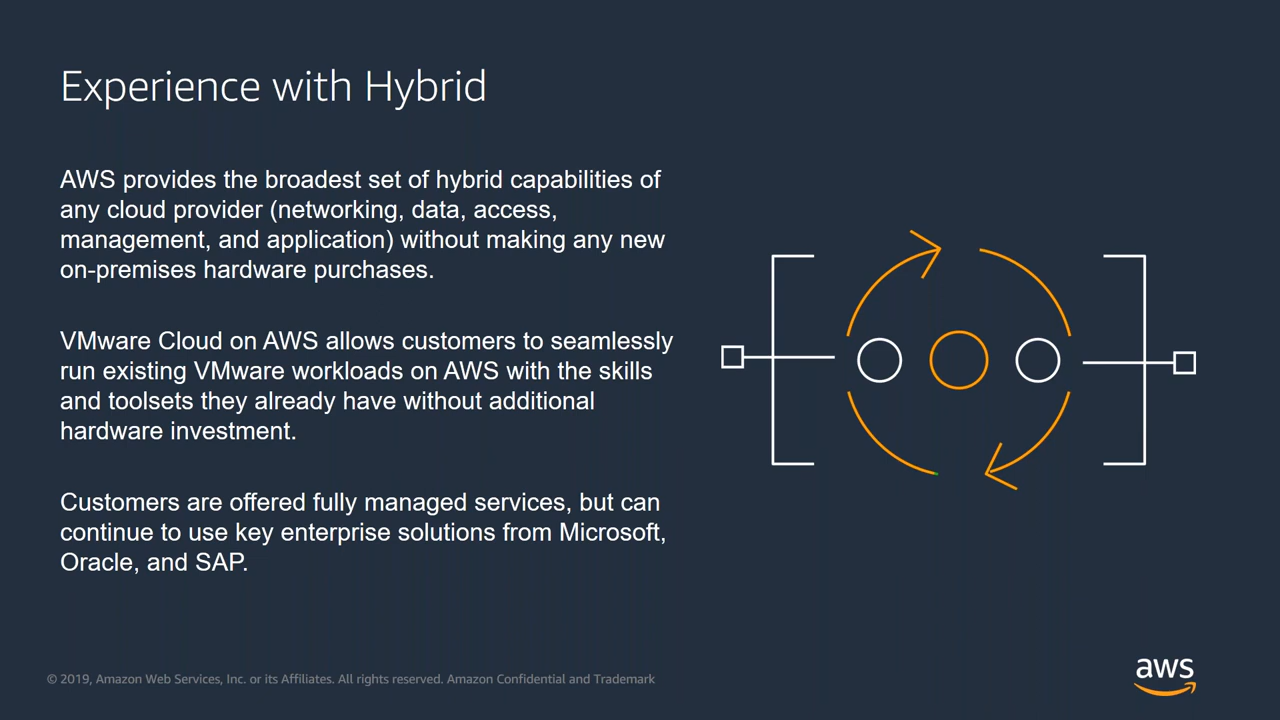 Experience with Hybrid
AWS provides the broadest set of hybrid capabilities of
any cloud provider (networking, data, access,
management, and application) without making any new
on-premises hardware purchases.
VMware Cloud on AWS allows customers to seamlessly
run existing VMware workloads on AWS with the skills
and toolsets they already have without additional
hardware investment.
Customers are offered fully managed services, but can
continue to use key enterprise solutions from Microsoft,
Oracle, and SAP.
© 2019, Amazon Web Services, Inc. or its Affiliates. All rights reserved. Amazon Confidential and Trademark
aws